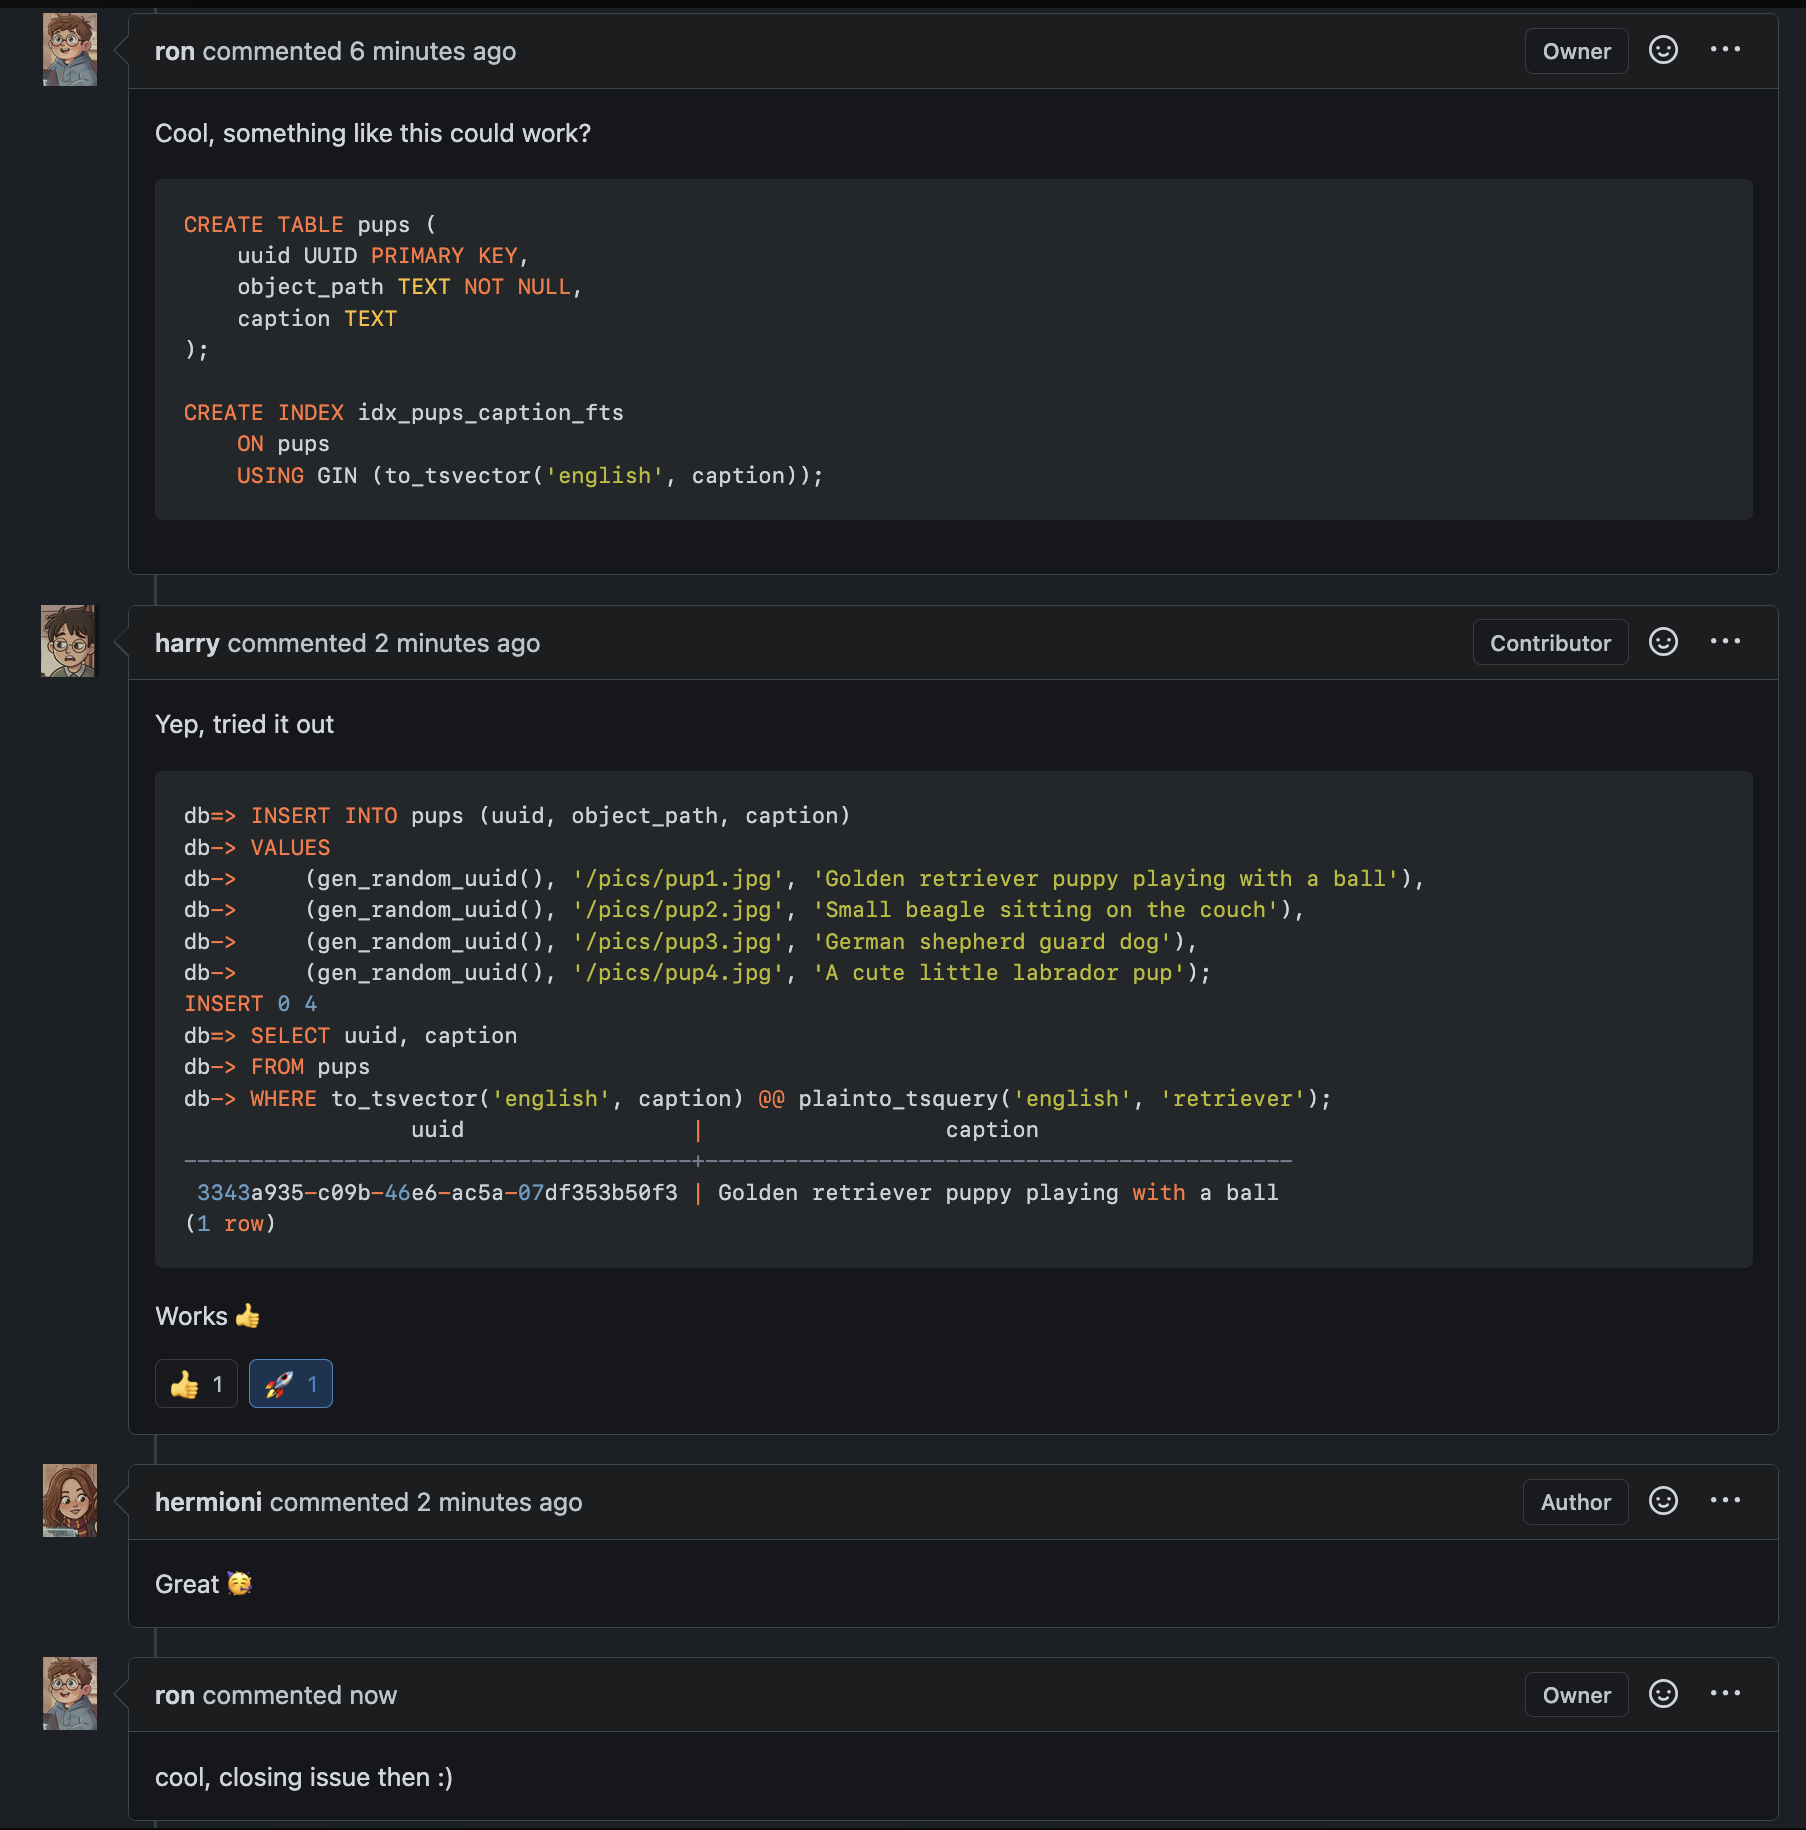 ron commented 6 minutes ago
Owner
Cool, something like this could work?
CREATE TABLE pups (
    uuid UUID PRIMARY KEY,
    object_path TEXT NOT NULL,
    caption TEXT
);
CREATE INDEX idx_pups_caption_fts
    ON pups
    USING GIN (to_tsvector('english', caption));
harry commented 2 minutes ago
Contributor
Yep, tried it out
db=> INSERT INTO pups (uuid, object_path, caption)
db-> VALUES
db->     (gen_random_uuid(), '/pics/pup1.jpg', 'Golden retriever puppy playing with a ball'),
db->     (gen_random_uuid(), '/pics/pup2.jpg', 'Small beagle sitting on the couch'),
db->     (gen_random_uuid(), '/pics/pup3.jpg', 'German shepherd guard dog'),
db->     (gen_random_uuid(), '/pics/pup4.jpg', 'A cute little labrador pup');
INSERT 0 4
db=> SELECT uuid, caption
db-> FROM pups
db-> WHERE to_tsvector('english', caption) @@ plainto_tsquery('english', 'retriever');
                 uuid                 |                  caption
--------------------------------------+--------------------------------------------
 3343a935-c09b-46e6-ac5a-07df353b50f3 | Golden retriever puppy playing with a ball
(1 row)
Works 👍
👍 1 🚀 1
hermioni commented 2 minutes ago
Author
Great 🥳
ron commented now
Owner
cool, closing issue then :)